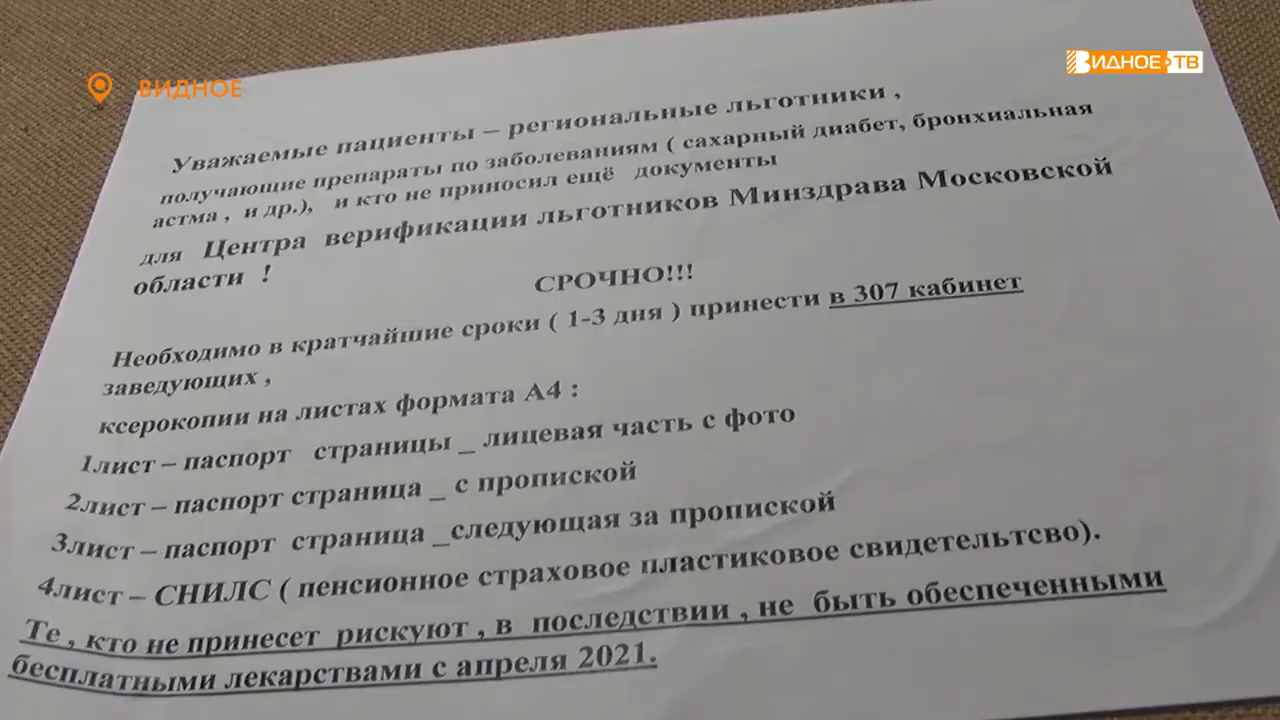 ВИДНОЕ
ВИДНОЕ ТВ
Уважаемые пациенты – региональные льготники ,
получающие препараты по заболеваниям ( сахарный диабет, бронхиальная
астма , и др.), и кто не приносил ещё документы
для Центра верификации льготников Минздрава Московской
области !
СРОЧНО!!!
Необходимо в кратчайшие сроки ( 1-3 дня ) принести в 307 кабинет
заведующих ,
ксерокопии на листах формата А4 :
1лист – паспорт страницы _ лицевая часть с фото
2лист – паспорт страница _ с пропиской
3лист – паспорт страница _следующая за пропиской
4лист – СНИЛС ( пенсионное страховое пластиковое свидетельтсво).
Те , кто не принесет рискуют , в последствии , не быть обеспеченными
бесплатными лекарствами с апреля 2021.